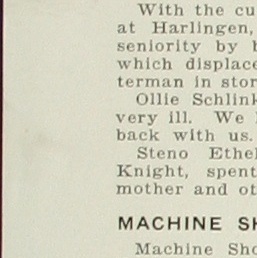 With the cu
at Harlingen,
seniority by b
which displace
terman in stor
Ollie Schlink
very ill. We
back with us.
Steno Ethel
Knight, spent
mother and ot
MACHINE SH
Machine Sho